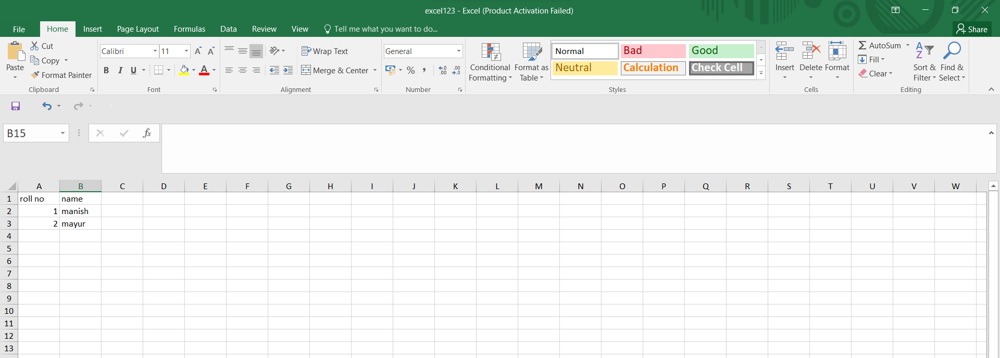 excel123 - Excel (Product Activation Failed)
File Home Insert Page Layout Formulas Data Review View Tell me what you want to do... Share
Paste Cut Copy Format Painter Clipboard
Calibri 11 A A B I U A Font
Wrap Text Merge & Center Alignment
General % , .00 .0 Number
Conditional Formatting Format as Table Normal Bad Good Neutral Calculation Check Cell Styles
Insert Delete Format Cells
AutoSum Fill Clear Sort & Filter Find & Select Editing
B15 fx
A B C D E F G H I J K L M N O P Q R S T U V W
1 roll no name
2 1 manish
3 2 mayur
4
5
6
7
8
9
10
11
12
13